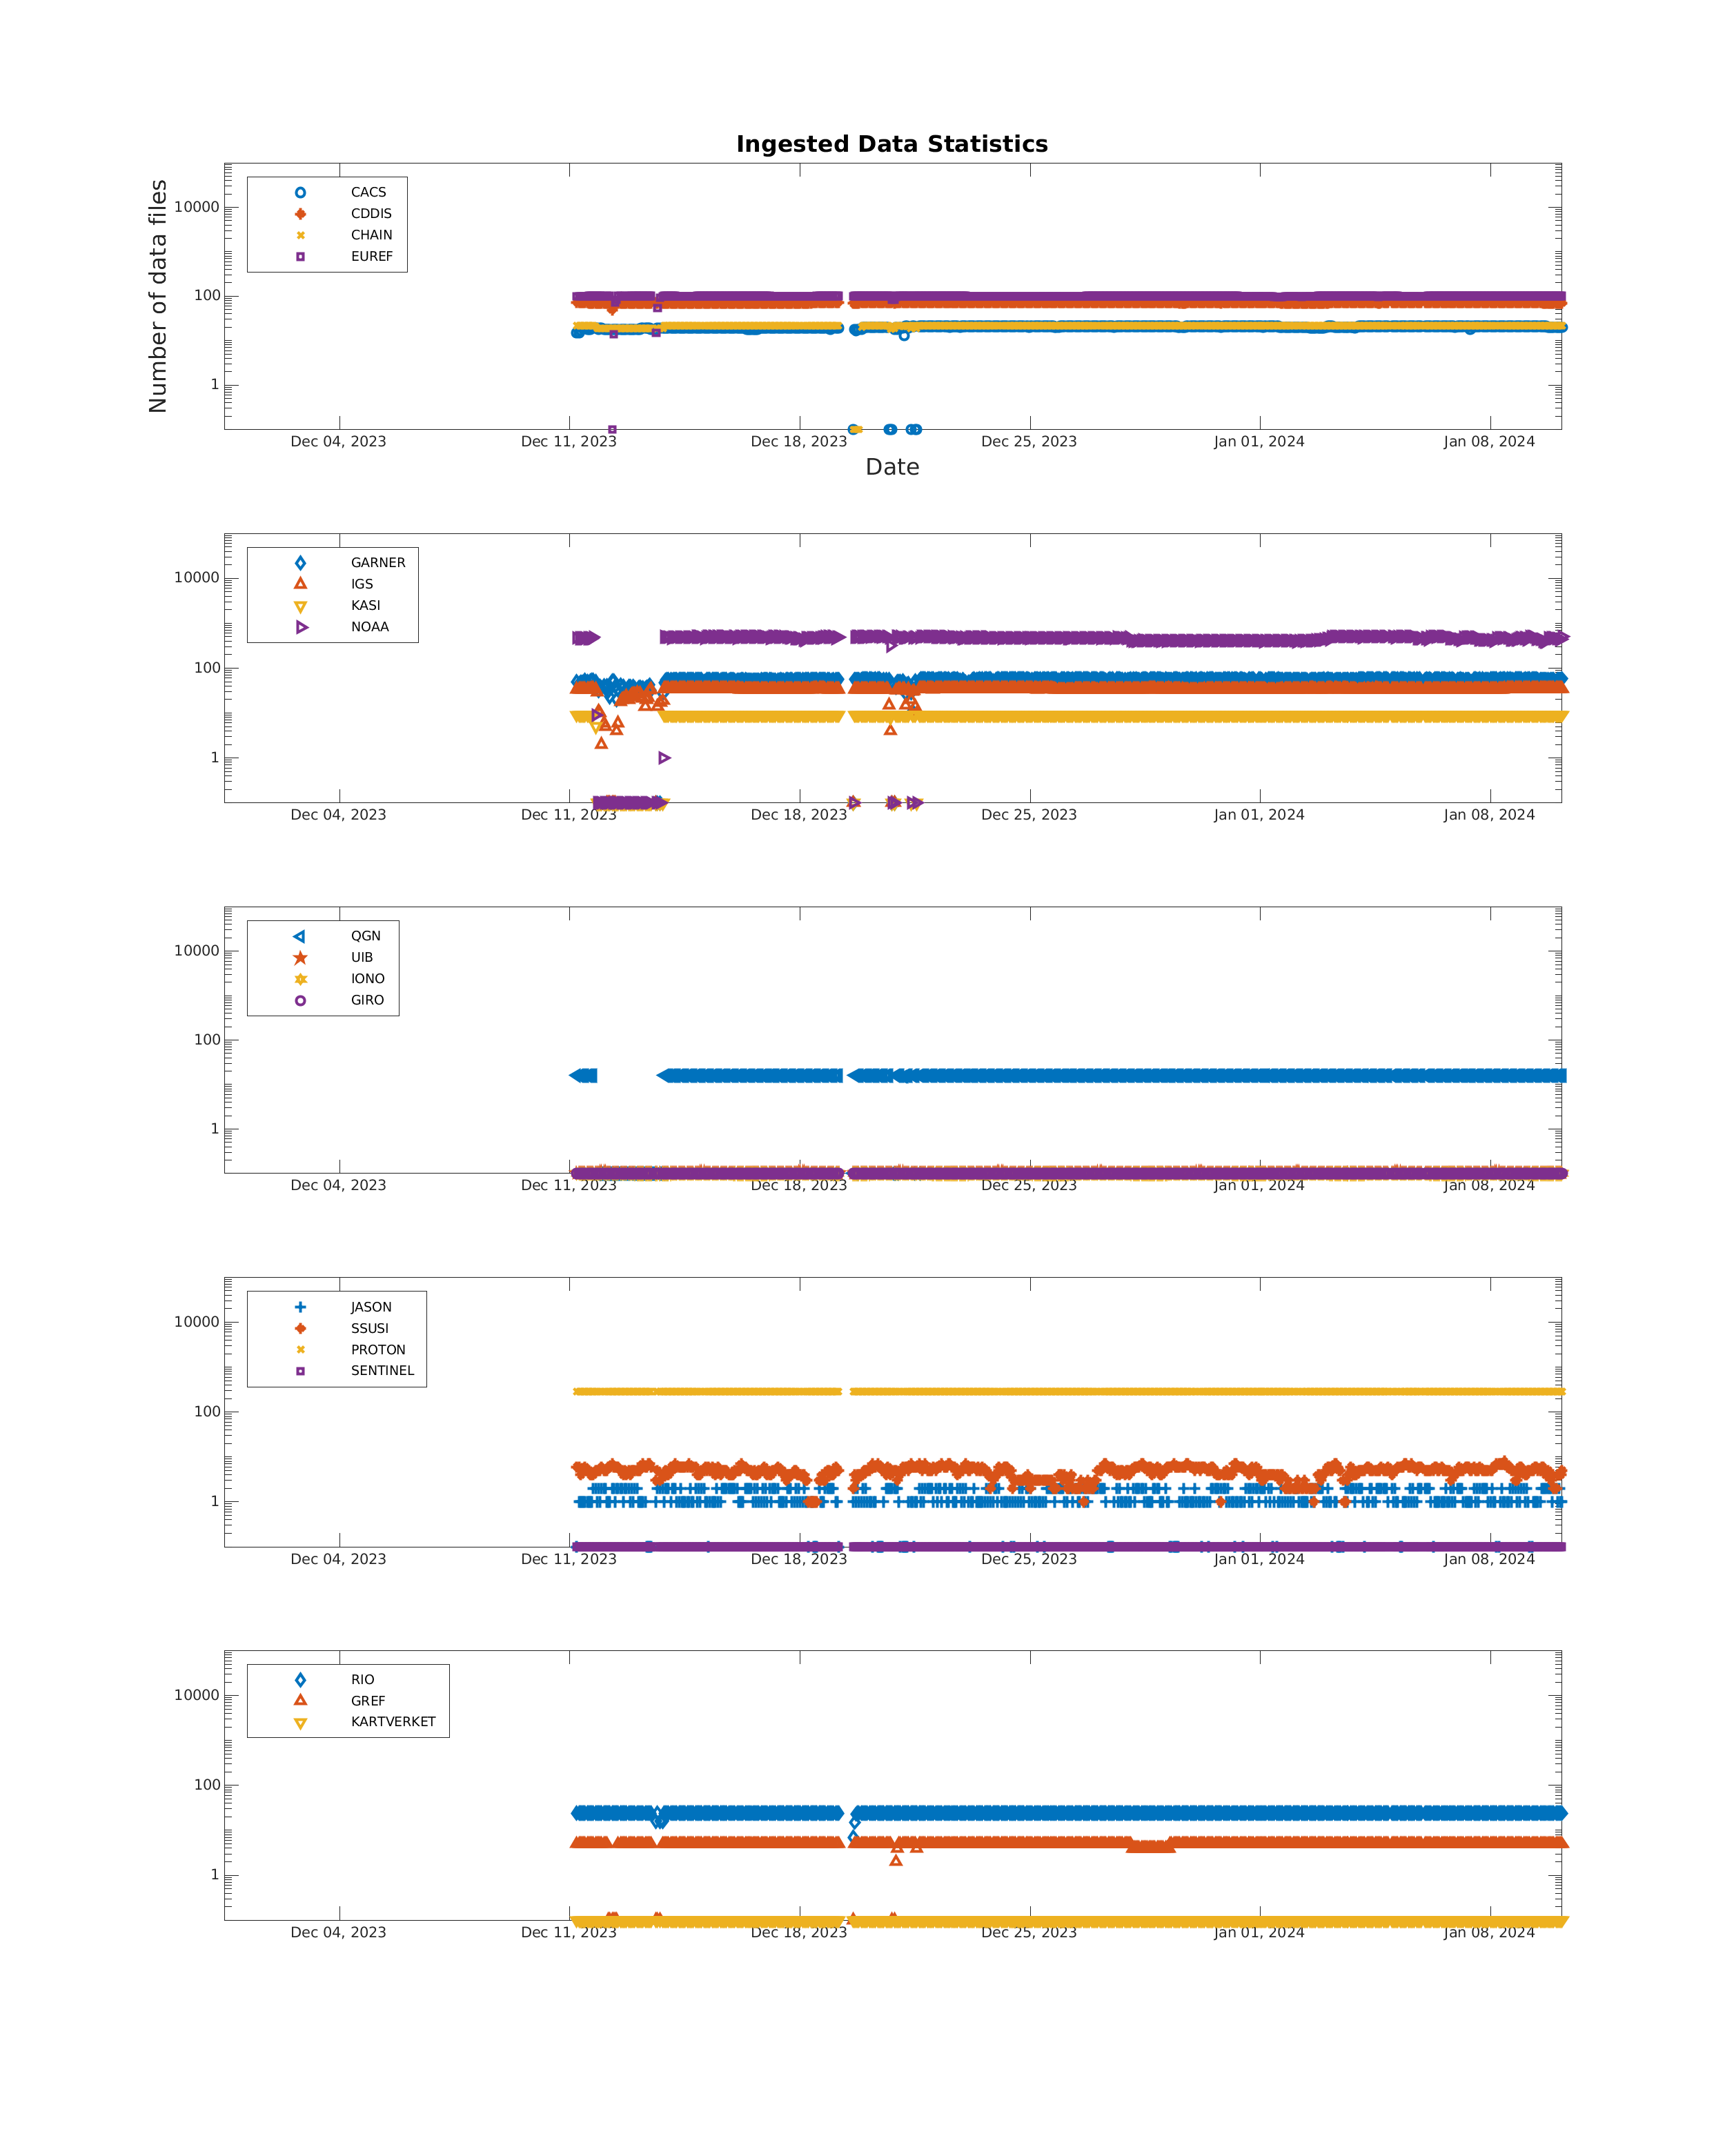 Ingested Data Statistics
Number of data files
10000
100
1
CACS
CDDIS
CHAIN
EUREF
Dec 04, 2023 Dec 11, 2023 Dec 18, 2023 Dec 25, 2023 Jan 01, 2024 Jan 08, 2024
Date
10000
100
1
GARNER
IGS
KASI
NOAA
Dec 04, 2023 Dec 11, 2023 Dec 18, 2023 Dec 25, 2023 Jan 01, 2024 Jan 08, 2024
10000
100
1
QGN
UIB
IONO
GIRO
Dec 04, 2023 Dec 11, 2023 Dec 18, 2023 Dec 25, 2023 Jan 01, 2024 Jan 08, 2024
10000
100
1
JASON
SSUSI
PROTON
SENTINEL
Dec 04, 2023 Dec 11, 2023 Dec 18, 2023 Dec 25, 2023 Jan 01, 2024 Jan 08, 2024
10000
100
1
RIO
GREF
KARTVERKET
Dec 04, 2023 Dec 11, 2023 Dec 18, 2023 Dec 25, 2023 Jan 01, 2024 Jan 08, 2024